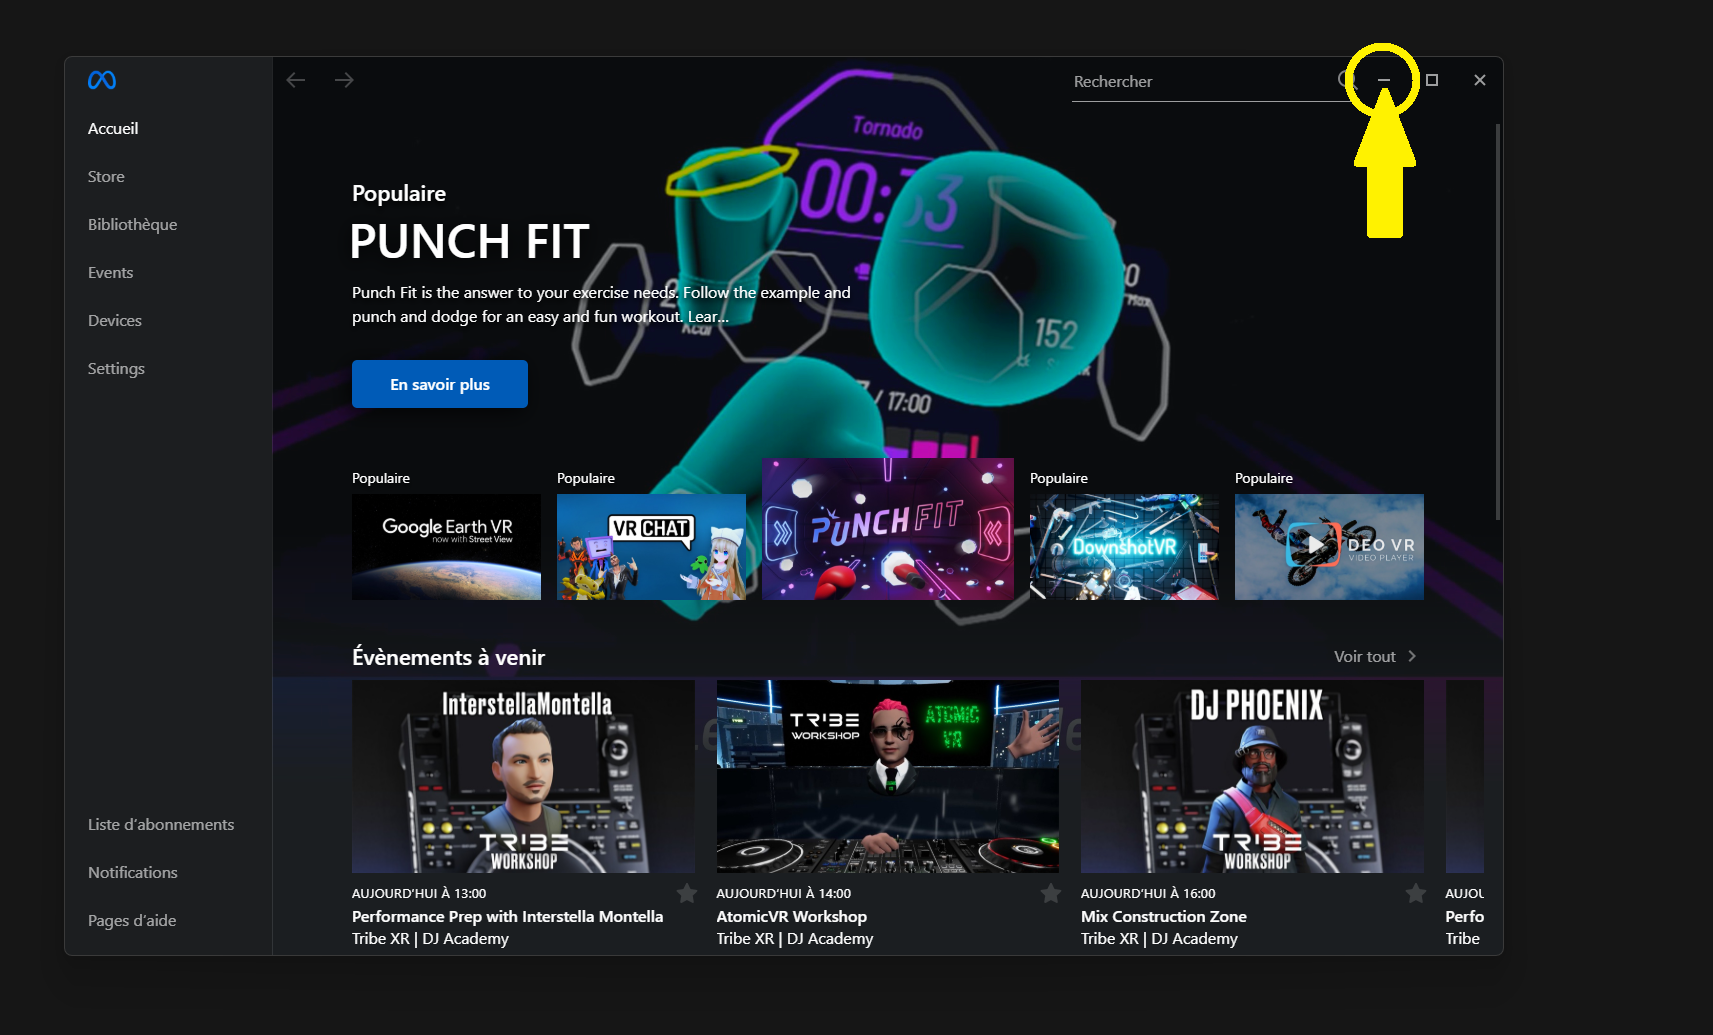 Rechercher
Accueil
Store
Bibliothèque
Events
Devices
Settings
Liste d'abonnements
Notifications
Pages d'aide
Tornado
00:33
152
/ 17:00
Populaire
PUNCH FIT
Punch Fit is the answer to your exercise needs. Follow the example and
punch and dodge for an easy and fun workout. Lear...
Kcal
Max
En savoir plus
Populaire
Populaire
Populaire
Populaire
Google Earth VR
now with Street View
VRCHAT
PUNCH FIT
DownshotVR
DEO VR
VIDEO PLAYER
Évènements à venir
Voir tout
InterstellaMontella
TRIBE
WORKSHOP
AUJOURD'HUI À 13:00
Performance Prep with Interstella Montella
Tribe XR | DJ Academy
TRIBE
WORKSHOP
ATOMIC
VR
AUJOURD'HUI À 14:00
AtomicVR Workshop
Tribe XR | DJ Academy
DJ PHOENIX
TRIBE
WORKSHOP
AUJOURD'HUI À 16:00
Mix Construction Zone
Tribe XR | DJ Academy
AUJOU
Perfo
Tribe